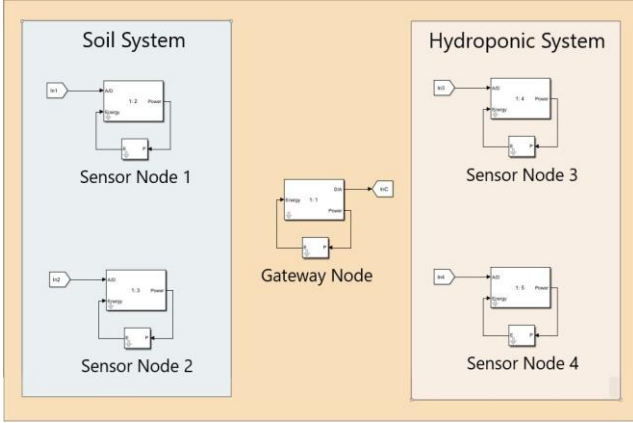 Soil System
In1
A/D
1: 2
Power
Energy
E P
Sensor Node 1
In2
A/D
1: 3
Power
Energy
E P
Sensor Node 2
D/A
InC
Energy
1: 1
Power
E P
Gateway Node
Hydroponic System
In3
A/D
1: 4
Power
Energy
E P
Sensor Node 3
In4
A/D
1: 5
Power
Energy
E P
Sensor Node 4